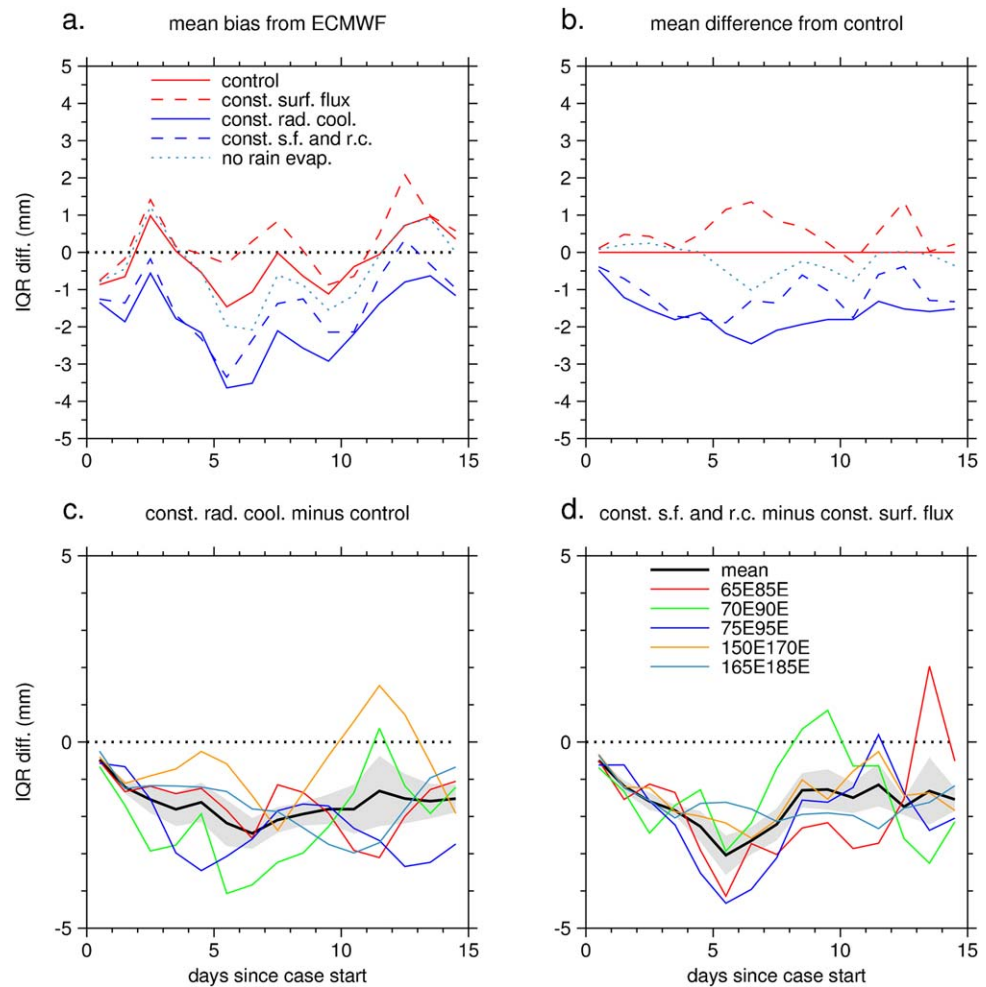 a. mean bias from ECMWF
b. mean difference from control
5
4
3
2
1
0
-1
-2
-3
-4
-5
IQR diff. (mm)
control
const. surf. flux
const. rad. cool.
const. s.f. and r.c.
no rain evap.
0 5 10 15
5
4
3
2
1
0
-1
-2
-3
-4
-5
0 5 10 15
c. const. rad. cool. minus control
d. const. s.f. and r.c. minus const. surf. flux
5
0
-5
IQR diff. (mm)
0 5 10 15
days since case start
5
0
-5
mean
65E85E
70E90E
75E95E
150E170E
165E185E
0 5 10 15
days since case start